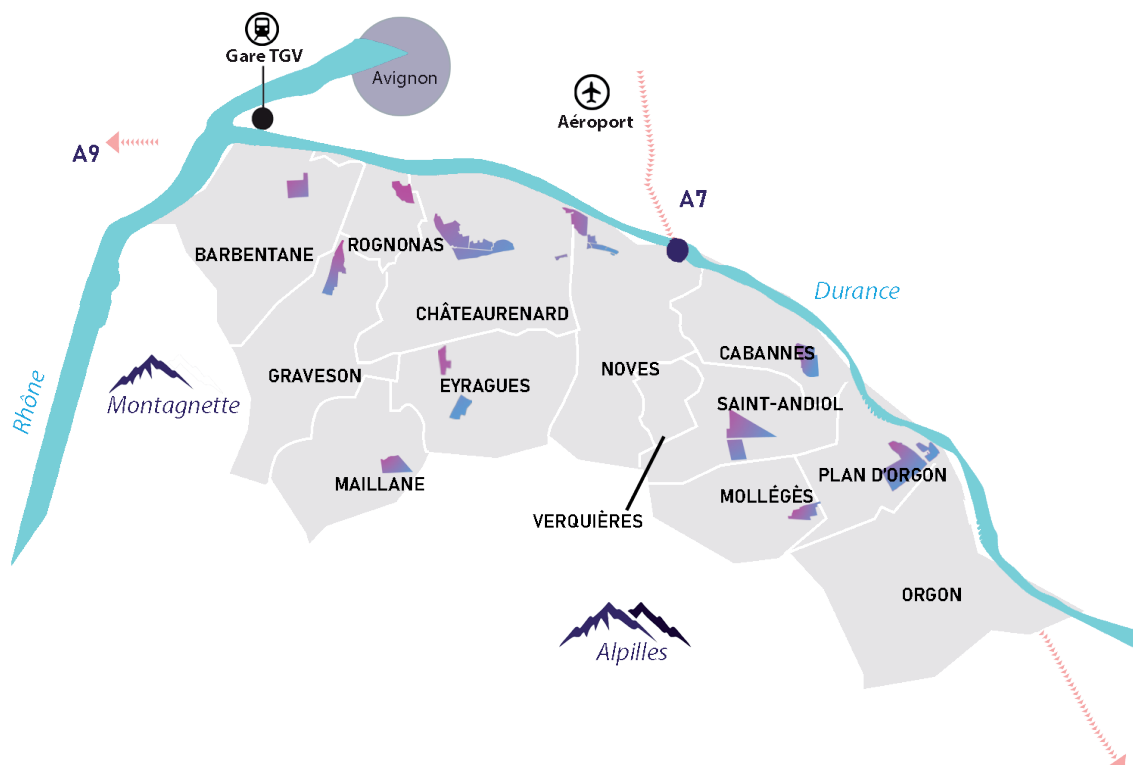 Gare TGV
Avignon
Aéroport
A9
A7
BARBENTANE
ROGNONAS
Durance
CHÂTEAURENARD
CABANNES
NOVES
GRAVESON
EYRAGUES
Rhône
Montagnette
SAINT-ANDIOL
MAILLANE
PLAN D'ORGON
MOLLÉGÈS
VERQUIÈRES
ORGON
Alpilles